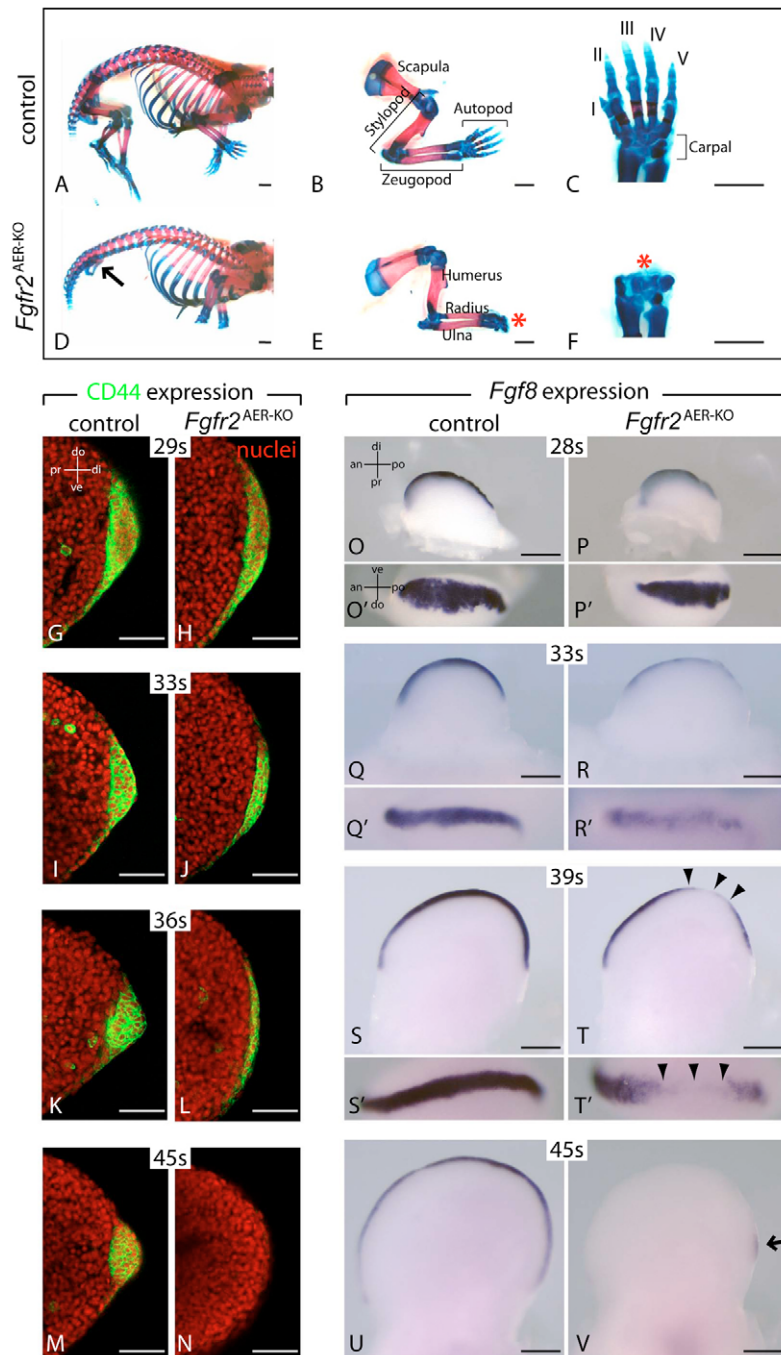 control
A
B
Scapula
Stylopod
Autopod
Zeugopod
C
I
II
III
IV
V
Carpal
Fgfr2AER-KO
D
E
Humerus
Radius
Ulna
*
F
*
CD44 expression
control
Fgfr2AER-KO
29s
nuclei
do
pr
di
ve
G
H
33s
I
J
36s
K
L
45s
M
N
Fgf8 expression
control
Fgfr2AER-KO
28s
di
an
po
pr
O
P
ve
an
po
do
O′
P′
33s
Q
R
Q′
R′
39s
S
T
S′
T′
45s
U
V